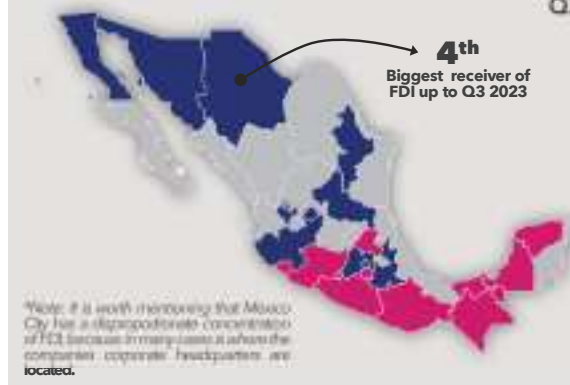 Q
4th
Biggest receiver of
FDI up to Q3 2023
*Note: It is worth mentioning that Mexico
City has a disproportionate concentration
of FDI, because in many cases is where the
companies corporate headquarters are
located.